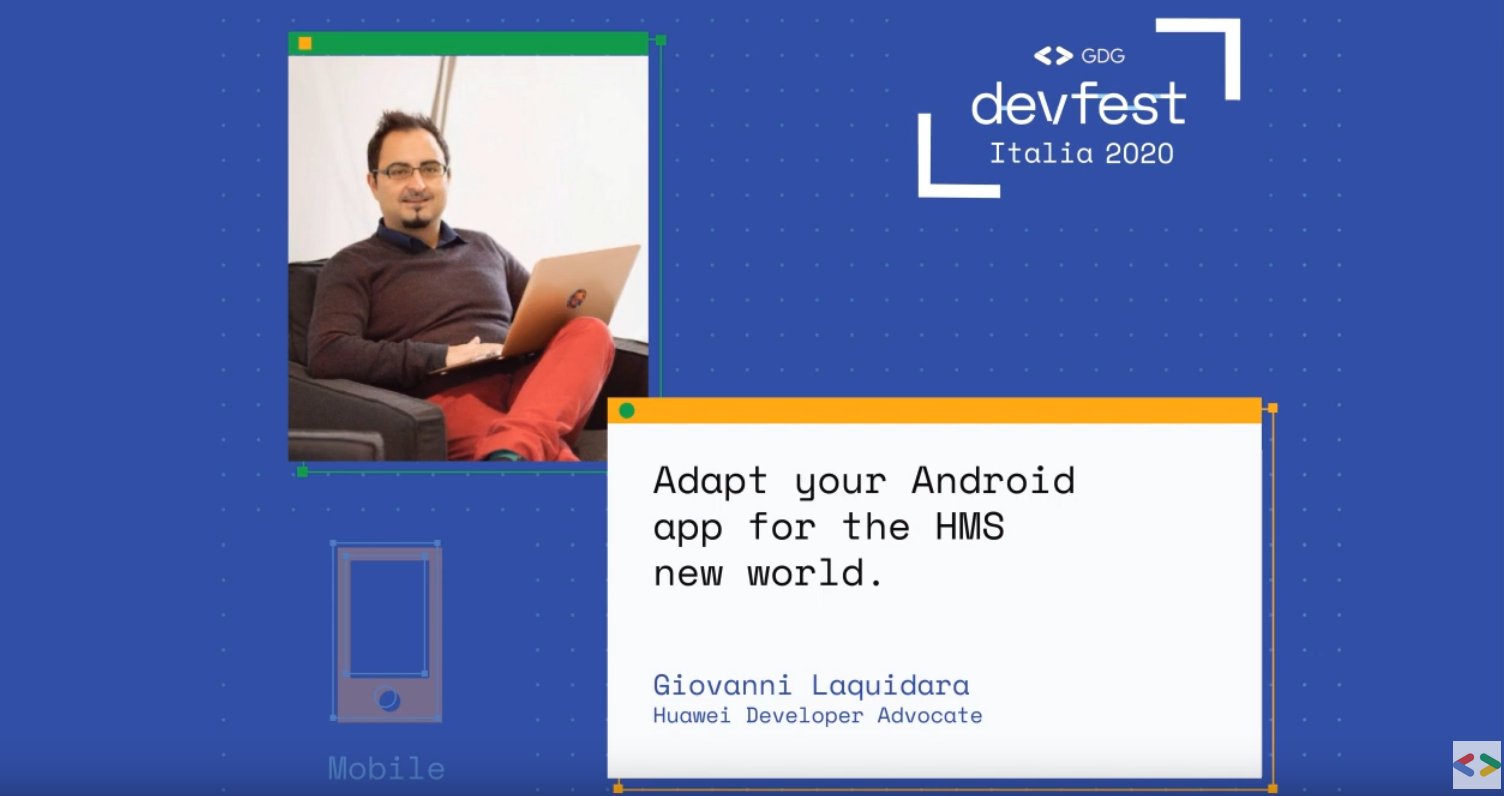 GDG
devfest
Italia 2020
Adapt your Android
app for the HMS
new world.
Giovanni Laquidara
Huawei Developer Advocate
Mobile